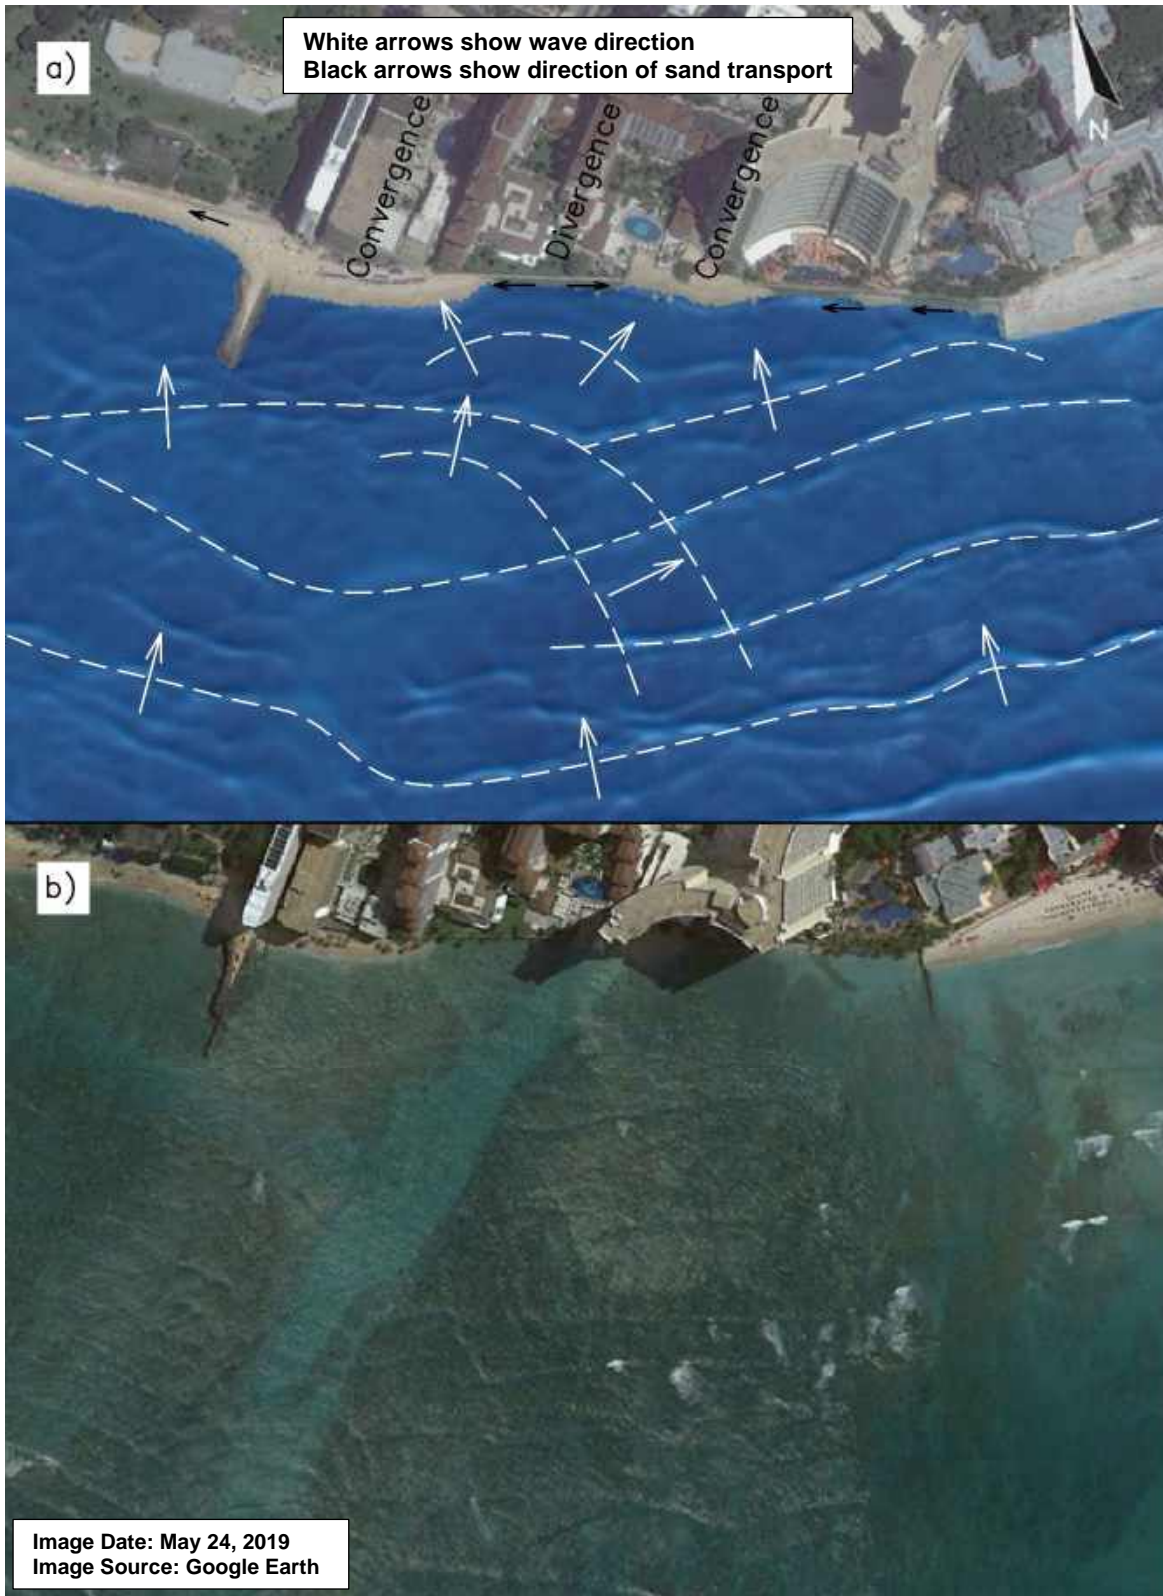 a)
White arrows show wave direction
Black arrows show direction of sand transport
N
Convergence
Divergence
Convergence
b)
Image Date: May 24, 2019
Image Source: Google Earth